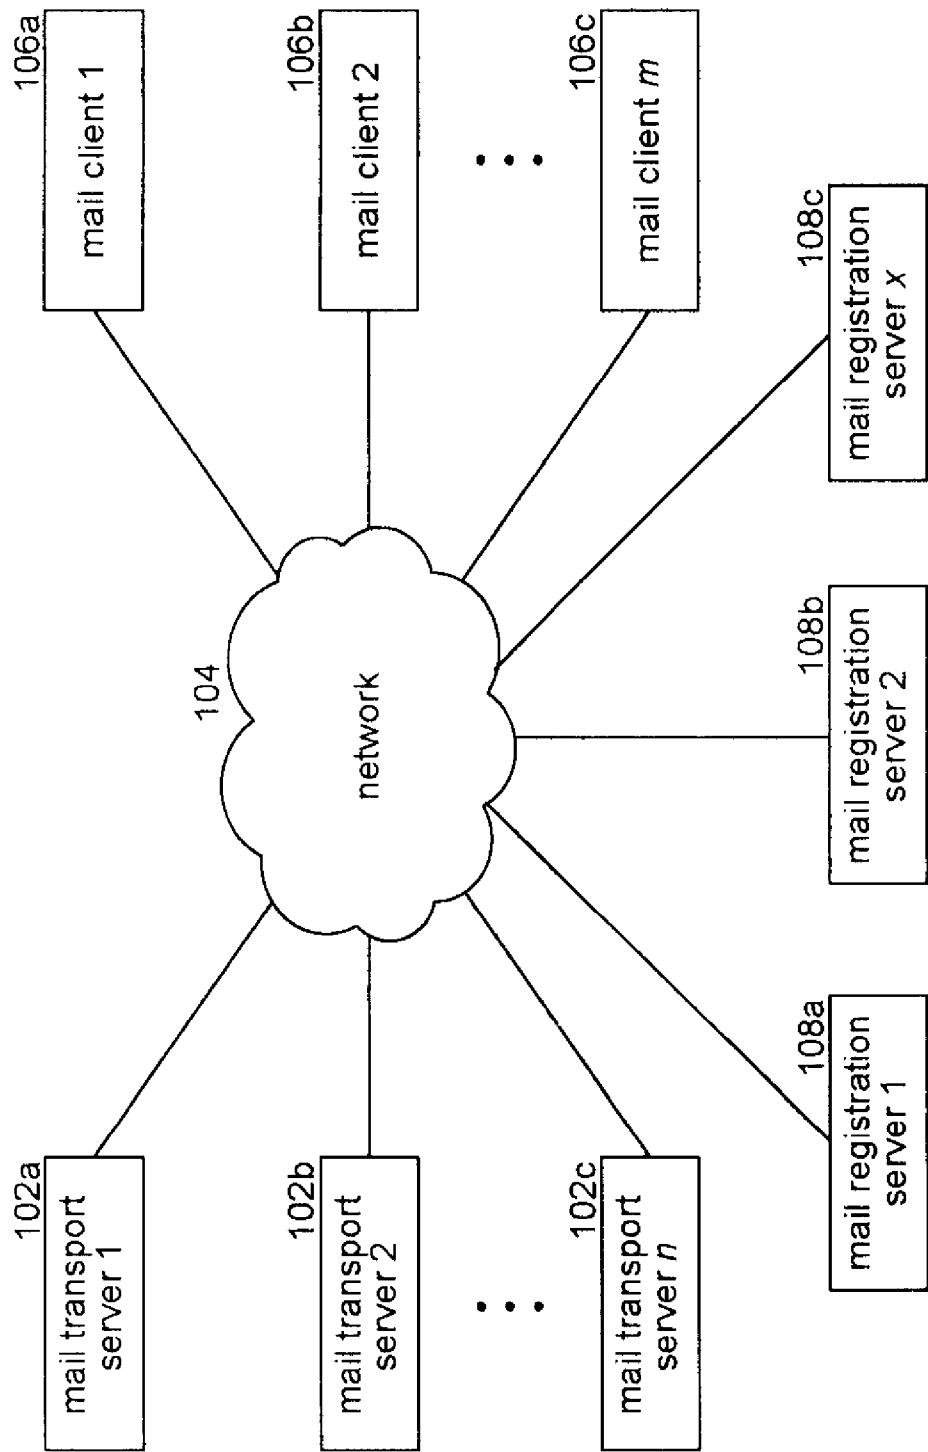 102a
mail transport
server 1
102b
mail transport
server 2
• • •
102c
mail transport
server n
104
network
106a
mail client 1
106b
mail client 2
• • •
106c
mail client m
108a
mail registration
server 1
108b
mail registration
server 2
108c
mail registration
server x